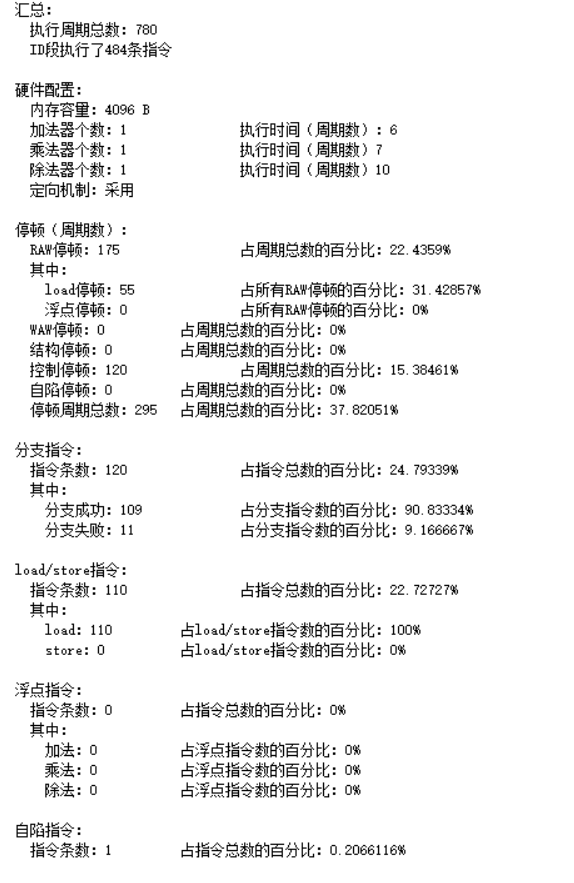 汇总:
执行周期总数: 780
ID段执行了484条指令
硬件配置:
内存容量: 4096 B
加法器个数: 1 执行时间（周期数）: 6
乘法器个数: 1 执行时间（周期数）7
除法器个数: 1 执行时间（周期数）10
定向机制: 采用
停顿（周期数）:
RAW停顿: 175 占周期总数的百分比: 22.4359%
其中:
load停顿: 55 占所有RAW停顿的百分比: 31.42857%
浮点停顿: 0 占所有RAW停顿的百分比: 0%
WAW停顿: 0 占周期总数的百分比: 0%
结构停顿: 0 占周期总数的百分比: 0%
控制停顿: 120 占周期总数的百分比: 15.38461%
自陷停顿: 0 占周期总数的百分比: 0%
停顿周期总数: 295 占周期总数的百分比: 37.82051%
分支指令:
指令条数: 120 占指令总数的百分比: 24.79339%
其中:
分支成功: 109 占分支指令数的百分比: 90.83334%
分支失败: 11 占分支指令数的百分比: 9.166667%
load/store指令:
指令条数: 110 占指令总数的百分比: 22.72727%
其中:
load: 110 占load/store指令数的百分比: 100%
store: 0 占load/store指令数的百分比: 0%
浮点指令:
指令条数: 0 占指令总数的百分比: 0%
其中:
加法: 0 占浮点指令数的百分比: 0%
乘法: 0 占浮点指令数的百分比: 0%
除法: 0 占浮点指令数的百分比: 0%
自陷指令:
指令条数: 1 占指令总数的百分比: 0.2066116%